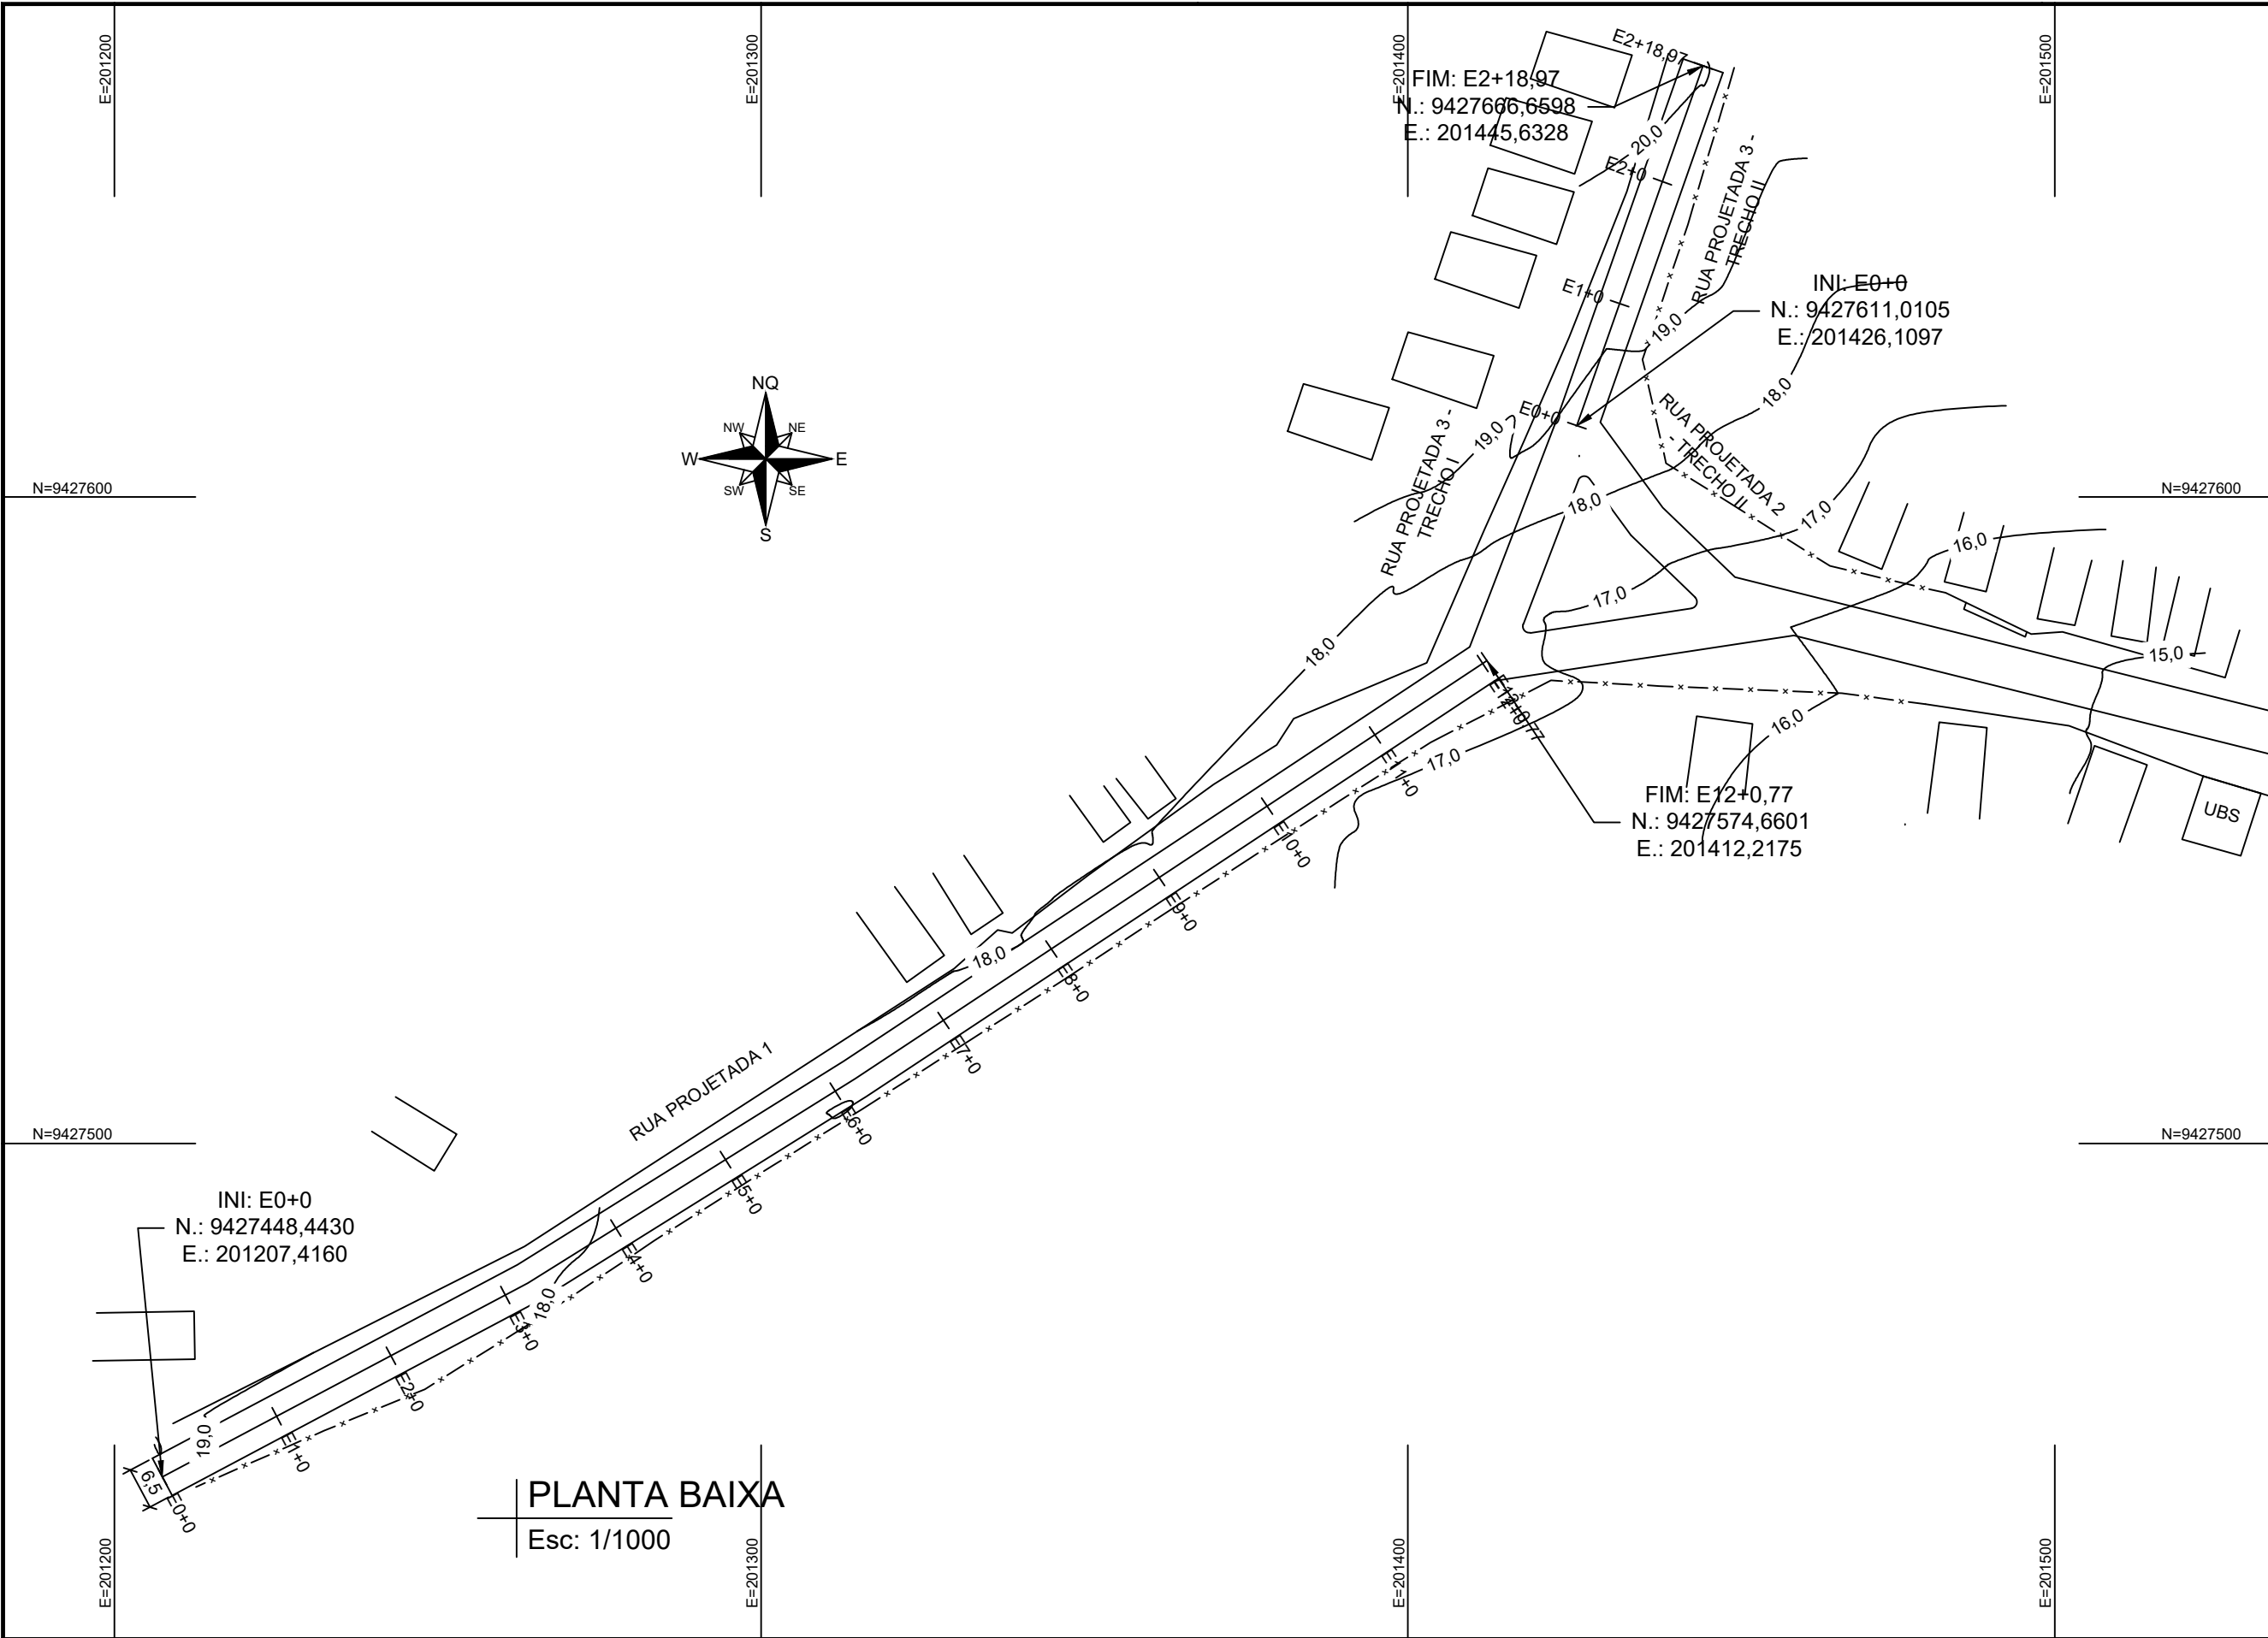 E=201200
E=201300
E=201400
E=201500
E2+18,97
FIM: E2+18,97
N.: 9427666,6598
E.: 201445,6328
20,0
E2+0
RUA PROJETADA 3 -
TRECHO II
E1+0
INI: E0+0
N.: 9427611,0105
E.: 201426,1097
19,0
18,0
NQ
NW
NE
W
E
SW
SE
S
E0+0
19,0
RUA PROJETADA 3 -
TRECHO I
RUA PROJETADA 2
- TRECHO II
N=9427600
N=9427600
18,0
17,0
16,0
17,0
18,0
15,0
E12+0
E12+0,77
16,0
17,0
E11+0
FIM: E12+0,77
N.: 9427574,6601
E.: 201412,2175
UBS
E10+0
E9+0
18,0
E8+0
E7+0
RUA PROJETADA 1
E6+0
N=9427500
N=9427500
E5+0
INI: E0+0
N.: 9427448,4430
E.: 201207,4160
E4+0
18,0
E3+0
E2+0
19,0
E1+0
6,5
E0+0
PLANTA BAIXA
Esc: 1/1000
E=201200
E=201300
E=201400
E=201500